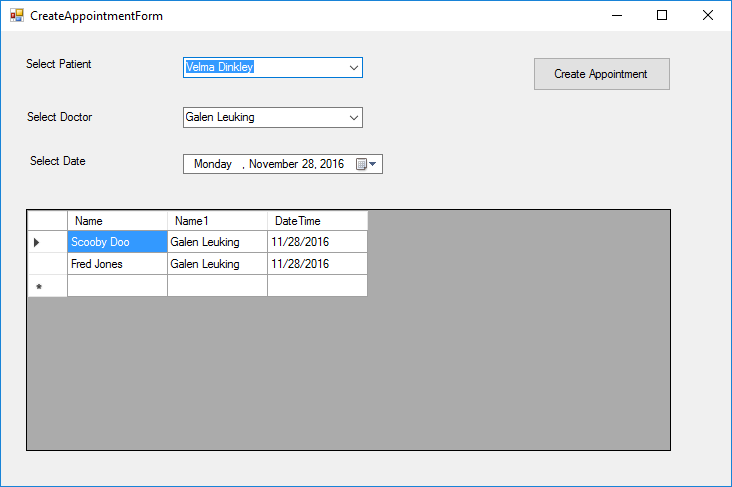 CreateAppointmentForm
Select Patient Velma Dinkley Create Appointment
Select Doctor Galen Leuking
Select Date Monday , November 28, 2016
Name Name1 DateTime
Scooby Doo Galen Leuking 11/28/2016
Fred Jones Galen Leuking 11/28/2016
*